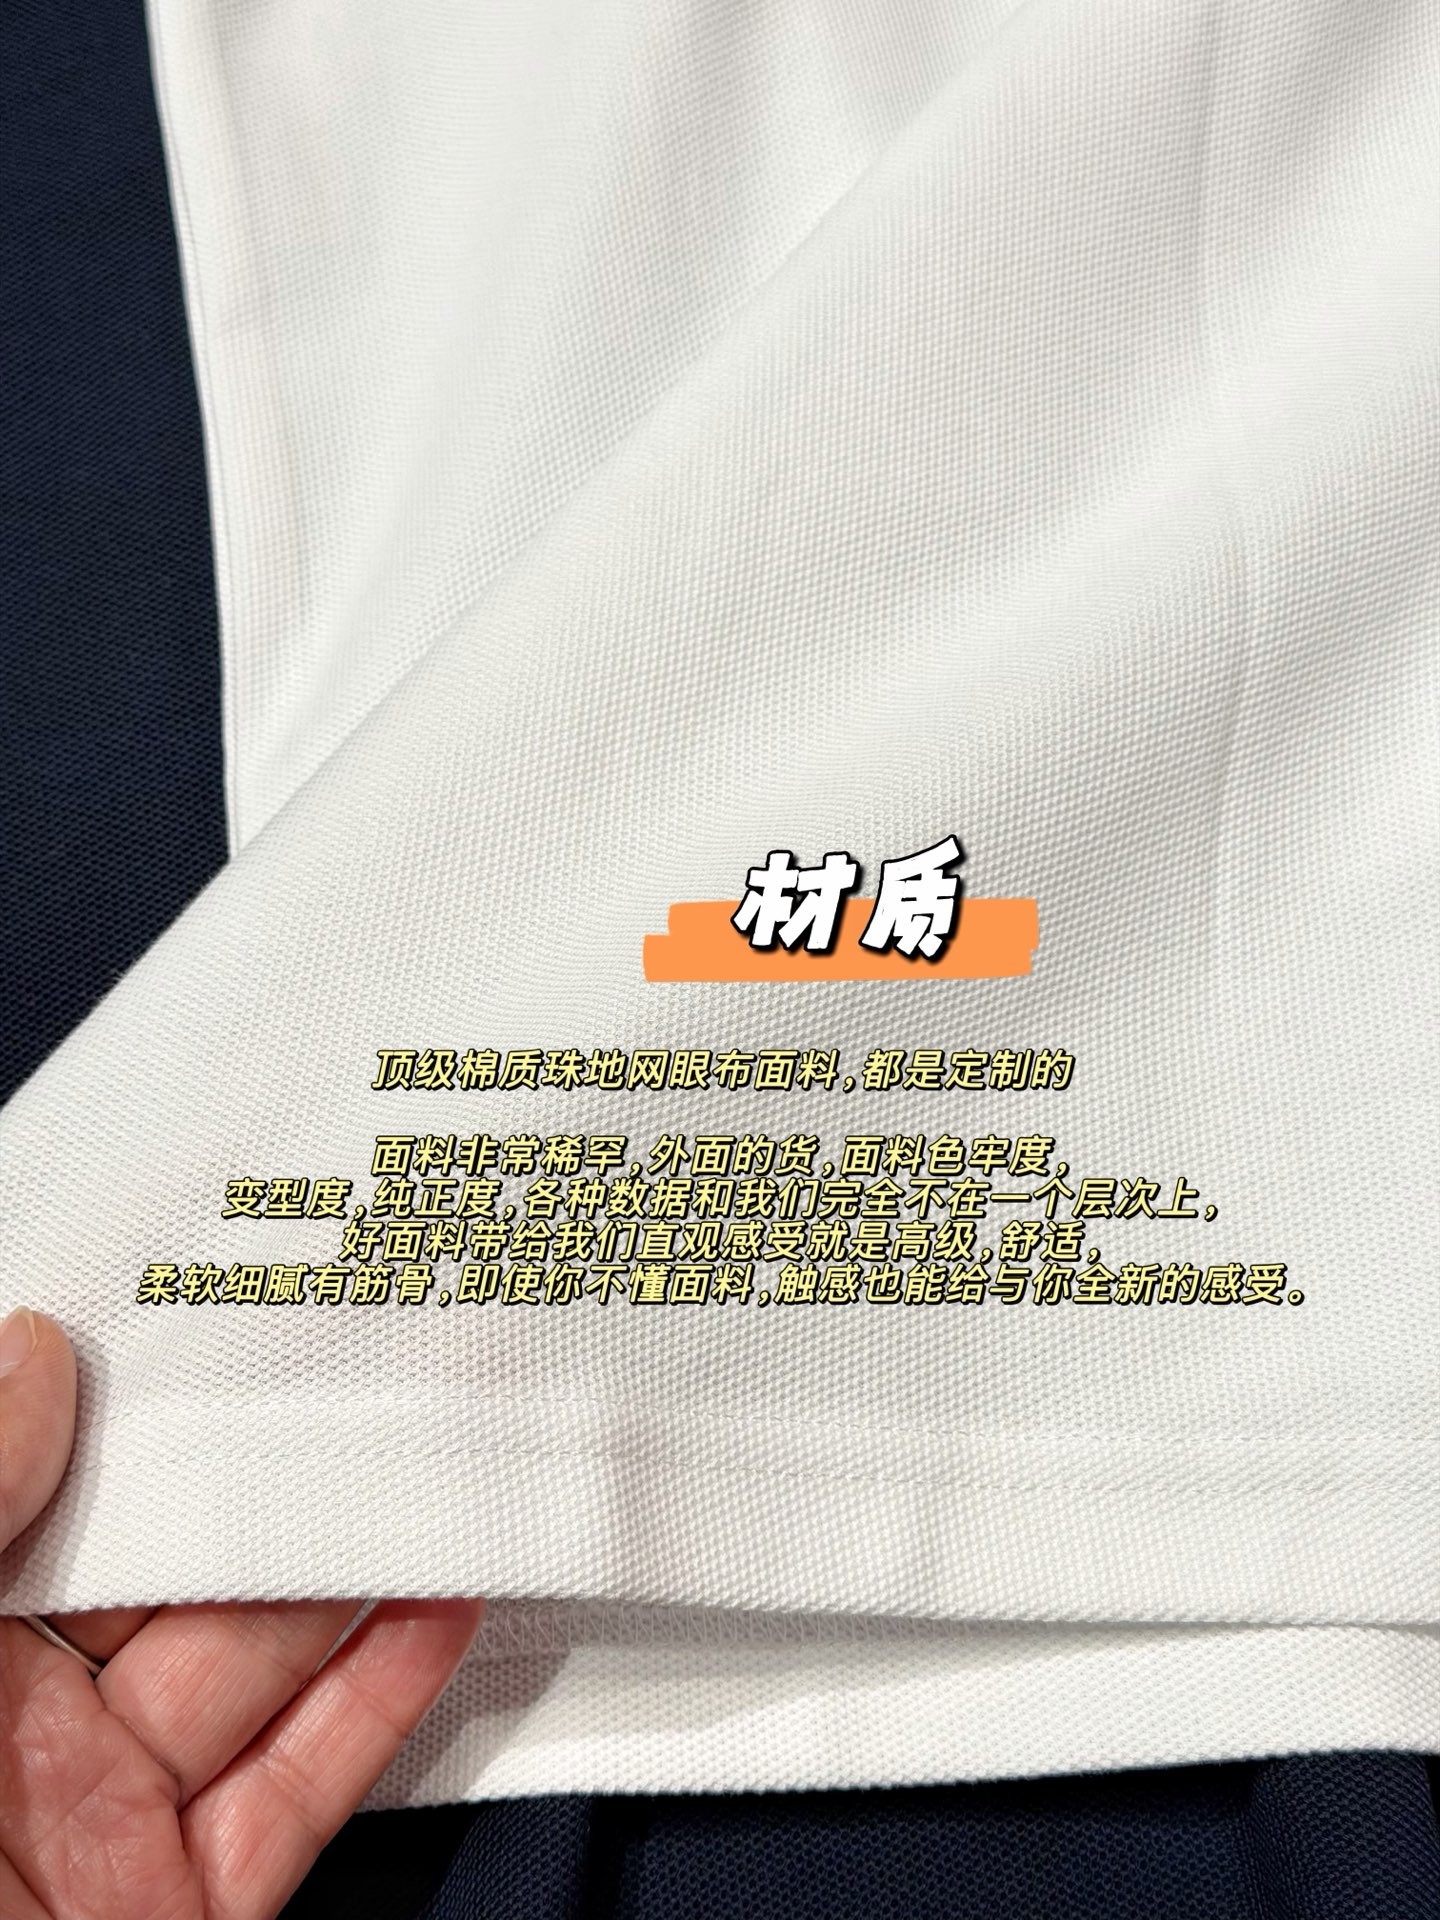 材质
顶级棉质珠地网眼布面料,都是定制的
面料非常稀罕,外面的货,面料色牢度,
变型度,纯正度,各种数据和我们完全不在一个层次上,
好面料带给我们直观感受就是高级,舒适,
柔软细腻有筋骨,即使你不懂面料,触感也能给与你全新的感受。